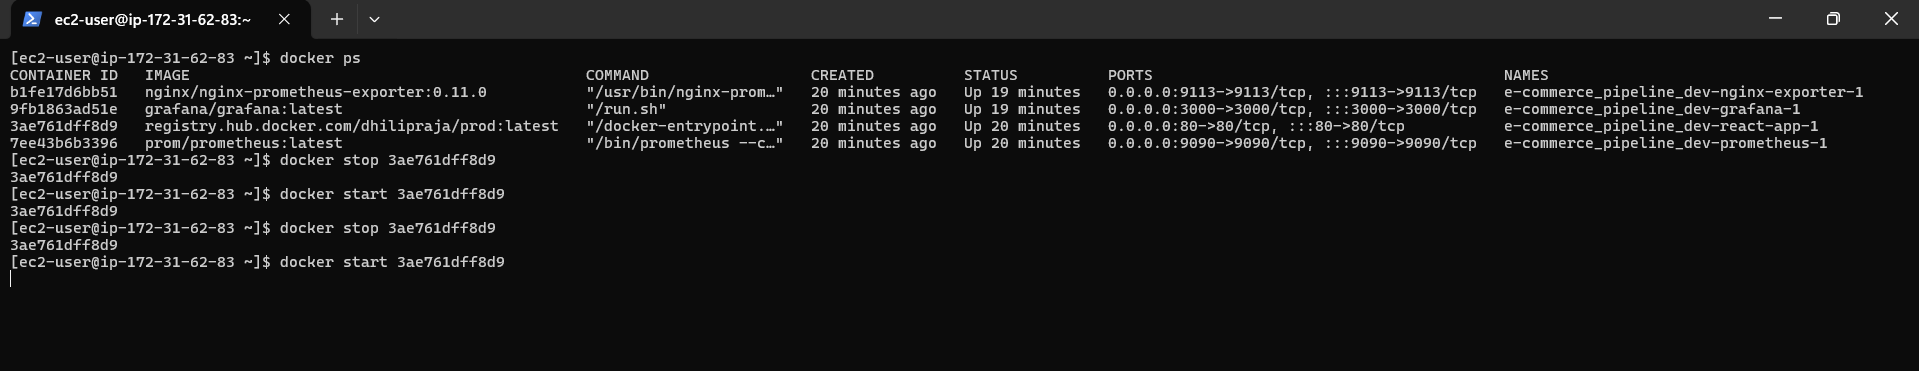 ec2-user@ip-172-31-62-83:~
[ec2-user@ip-172-31-62-83 ~]$ docker ps
CONTAINER ID   IMAGE                                          COMMAND                  CREATED          STATUS          PORTS                                       NAMES
b1fe17d6bb51   nginx/nginx-prometheus-exporter:0.11.0         "/usr/bin/nginx-prom…"   20 minutes ago   Up 19 minutes   0.0.0.0:9113->9113/tcp, :::9113->9113/tcp   e-commerce_pipeline_dev-nginx-exporter-1
9fb1863ad51e   grafana/grafana:latest                         "/run.sh"                20 minutes ago   Up 19 minutes   0.0.0.0:3000->3000/tcp, :::3000->3000/tcp   e-commerce_pipeline_dev-grafana-1
3ae761dff8d9   registry.hub.docker.com/dhilipraja/prod:latest   "/docker-entrypoint.…"   20 minutes ago   Up 20 minutes   0.0.0.0:80->80/tcp, :::80->80/tcp           e-commerce_pipeline_dev-react-app-1
7ee43b6b3396   prom/prometheus:latest                         "/bin/prometheus --c…"   20 minutes ago   Up 20 minutes   0.0.0.0:9090->9090/tcp, :::9090->9090/tcp   e-commerce_pipeline_dev-prometheus-1
[ec2-user@ip-172-31-62-83 ~]$ docker stop 3ae761dff8d9
3ae761dff8d9
[ec2-user@ip-172-31-62-83 ~]$ docker start 3ae761dff8d9
3ae761dff8d9
[ec2-user@ip-172-31-62-83 ~]$ docker stop 3ae761dff8d9
3ae761dff8d9
[ec2-user@ip-172-31-62-83 ~]$ docker start 3ae761dff8d9